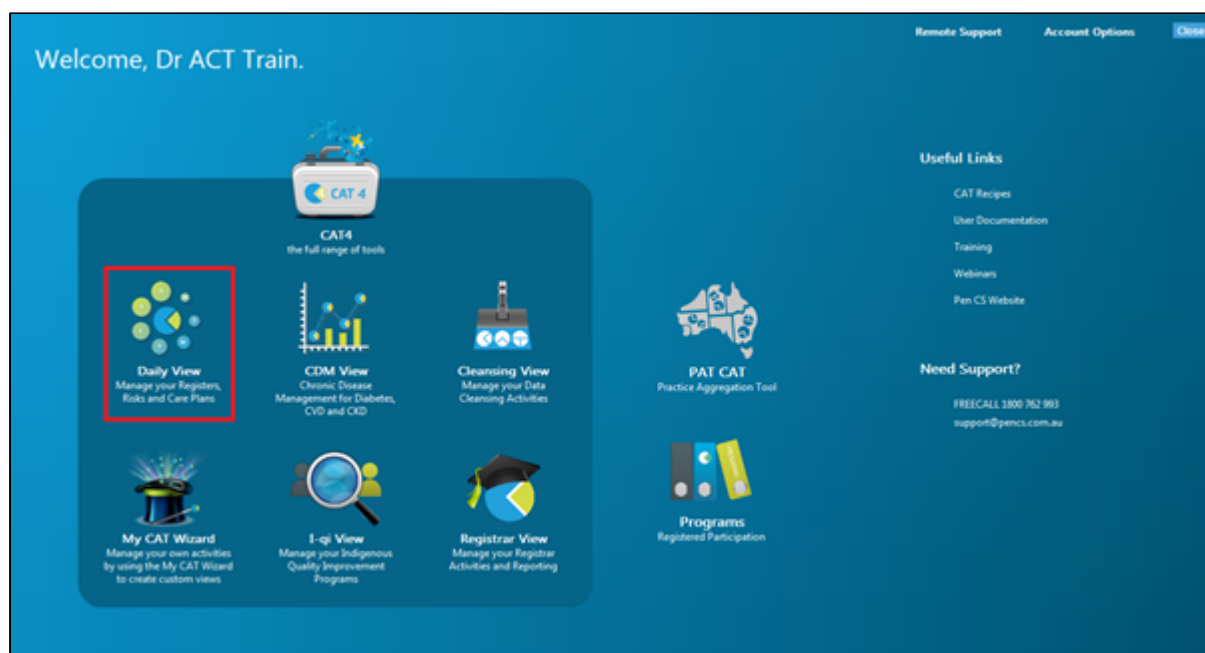 Remote Support
Account Options
Close
Welcome, Dr ACT Train.
CAT 4
CAT4
the full range of tools
Daily View
Manage your Registers,
Risks and Care Plans
CDM View
Chronic Disease
Management for Diabetes,
CVD and CKD
Cleansing View
Manage your Data
Cleansing Activities
My CAT Wizard
Manage your own activities
by using the My CAT Wizard
to create custom views
I-qi View
Manage your Indigenous
Quality Improvement
Programs
Registrar View
Manage your Registrar
Activities and Reporting
PAT CAT
Practice Aggregation Tool
Programs
Registered Participation
Useful Links
CAT Recipes
User Documentation
Training
Webinars
Pen CS Website
Need Support?
FREECALL 1800 762 993
support@pencs.com.au